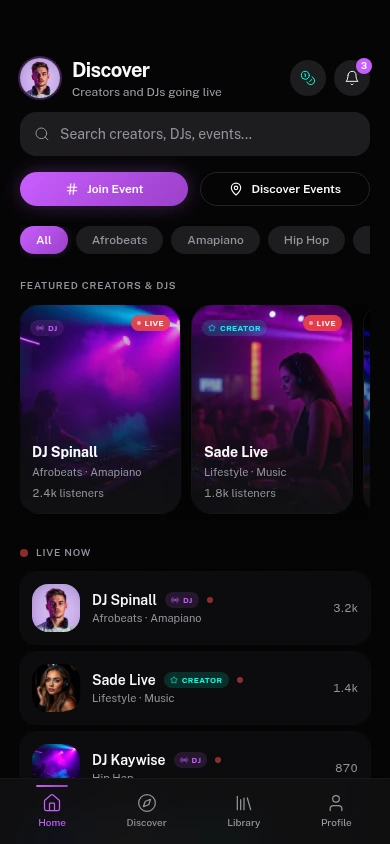 Discover
Creators and DJs going live
3
Search creators, DJs, events...
# Join Event
Discover Events
All
Afrobeats
Amapiano
Hip Hop
FEATURED CREATORS & DJS
DJ
LIVE
DJ Spinall
Afrobeats · Amapiano
2.4k listeners
CREATOR
LIVE
Sade Live
Lifestyle · Music
1.8k listeners
LIVE NOW
DJ Spinall DJ
Afrobeats · Amapiano
3.2k
Sade Live CREATOR
Lifestyle · Music
1.4k
DJ Kaywise DJ
Hip Hop
870
Home
Discover
Library
Profile